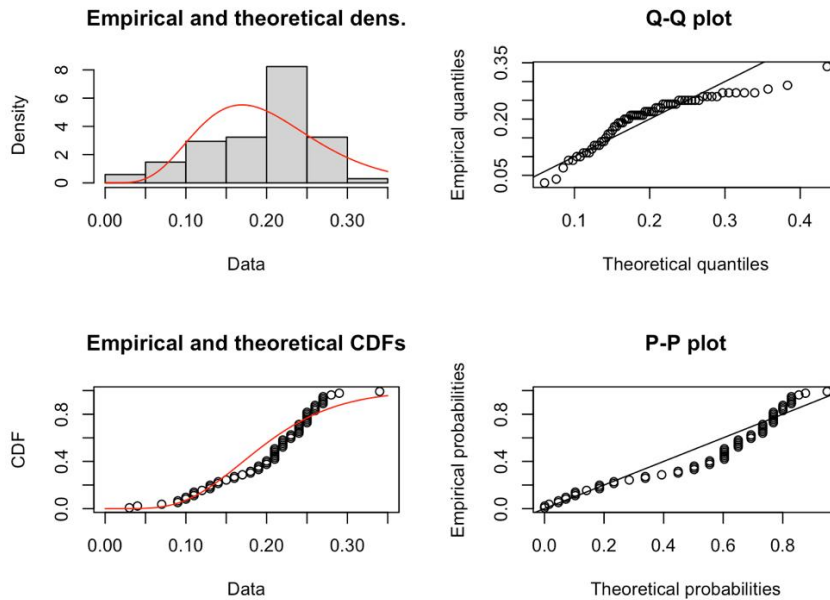 Empirical and theoretical dens.
Density
0 2 4 6 8
0.00 0.10 0.20 0.30
Data
Q-Q plot
Empirical quantiles
0.05 0.20 0.35
0.1 0.2 0.3 0.4
Theoretical quantiles
Empirical and theoretical CDFs
CDF
0.0 0.4 0.8
0.00 0.10 0.20 0.30
Data
P-P plot
Empirical probabilities
0.0 0.4 0.8
0.0 0.2 0.4 0.6 0.8
Theoretical probabilities